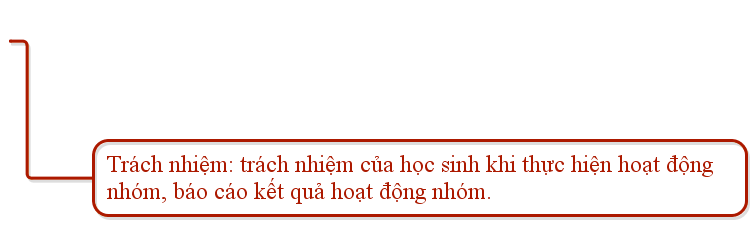 Trách nhiệm: trách nhiệm của học sinh khi thực hiện hoạt động
nhóm, báo cáo kết quả hoạt động nhóm.